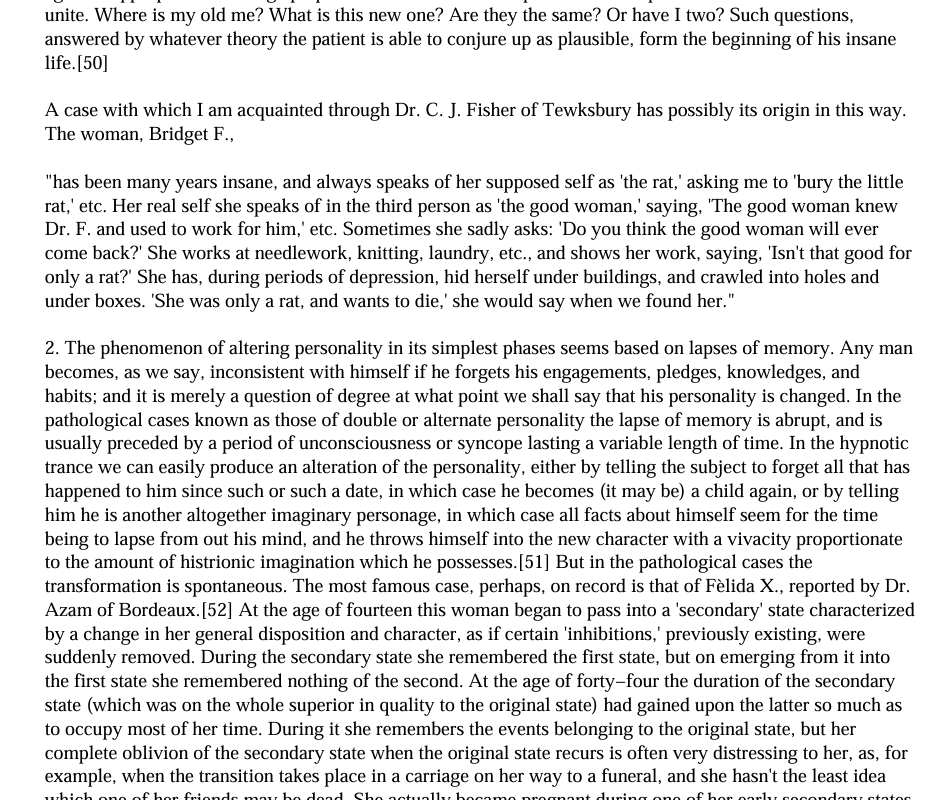 unite. Where is my old me? What is this new one? Are they the same? Or have I two? Such questions,
answered by whatever theory the patient is able to conjure up as plausible, form the beginning of his insane
life.[50]
A case with which I am acquainted through Dr. C. J. Fisher of Tewksbury has possibly its origin in this way.
The woman, Bridget F.,
"has been many years insane, and always speaks of her supposed self as 'the rat,' asking me to 'bury the little
rat,' etc. Her real self she speaks of in the third person as 'the good woman,' saying, 'The good woman knew
Dr. F. and used to work for him,' etc. Sometimes she sadly asks: 'Do you think the good woman will ever
come back?' She works at needlework, knitting, laundry, etc., and shows her work, saying, 'Isn't that good for
only a rat?' She has, during periods of depression, hid herself under buildings, and crawled into holes and
under boxes. 'She was only a rat, and wants to die,' she would say when we found her."
2. The phenomenon of altering personality in its simplest phases seems based on lapses of memory. Any man
becomes, as we say, inconsistent with himself if he forgets his engagements, pledges, knowledges, and
habits; and it is merely a question of degree at what point we shall say that his personality is changed. In the
pathological cases known as those of double or alternate personality the lapse of memory is abrupt, and is
usually preceded by a period of unconsciousness or syncope lasting a variable length of time. In the hypnotic
trance we can easily produce an alteration of the personality, either by telling the subject to forget all that has
happened to him since such or such a date, in which case he becomes (it may be) a child again, or by telling
him he is another altogether imaginary personage, in which case all facts about himself seem for the time
being to lapse from out his mind, and he throws himself into the new character with a vivacity proportionate
to the amount of histrionic imagination which he possesses.[51] But in the pathological cases the
transformation is spontaneous. The most famous case, perhaps, on record is that of Fèlida X., reported by Dr.
Azam of Bordeaux.[52] At the age of fourteen this woman began to pass into a 'secondary' state characterized
by a change in her general disposition and character, as if certain 'inhibitions,' previously existing, were
suddenly removed. During the secondary state she remembered the first state, but on emerging from it into
the first state she remembered nothing of the second. At the age of forty−four the duration of the secondary
state (which was on the whole superior in quality to the original state) had gained upon the latter so much as
to occupy most of her time. During it she remembers the events belonging to the original state, but her
complete oblivion of the secondary state when the original state recurs is often very distressing to her, as, for
example, when the transition takes place in a carriage on her way to a funeral, and she hasn't the least idea
which one of her friends may be dead. She actually became pregnant during one of her early secondary states